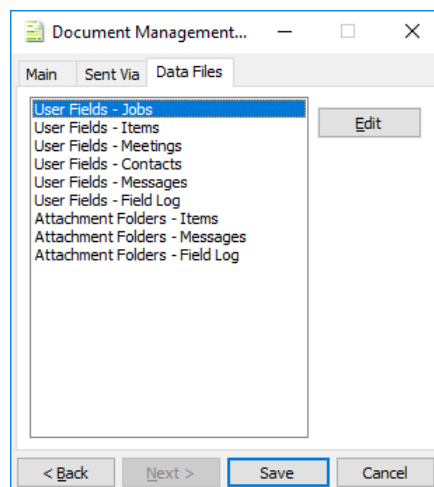 Document Management...
Main Sent Via Data Files
User Fields - Jobs
Edit
User Fields - Items
User Fields - Meetings
User Fields - Contacts
User Fields - Messages
User Fields - Field Log
Attachment Folders - Items
Attachment Folders - Messages
Attachment Folders - Field Log
< Back Next > Save Cancel